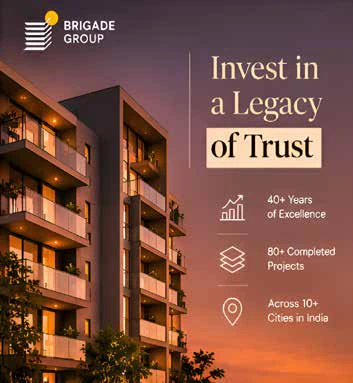 BRIGADE
GROUP
Invest in
a Legacy
of Trust
40+ Years
of Excellence
80+ Completed
Projects
Across 10+
Cities in India